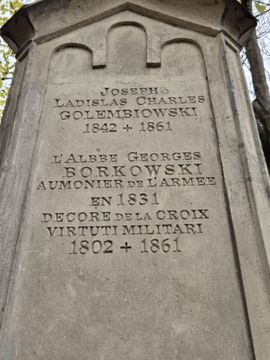 JOSEPH
LADISLAS CHARLES
GOLEMBIOWSKI
1842 + 1861
L'ABBE GEORGES
BORKOWSKI
AUMONIER DE L'ARMEE
EN 1831
DECORE DE LA CROIX
VIRTUTI MILITARI
1802 + 1861